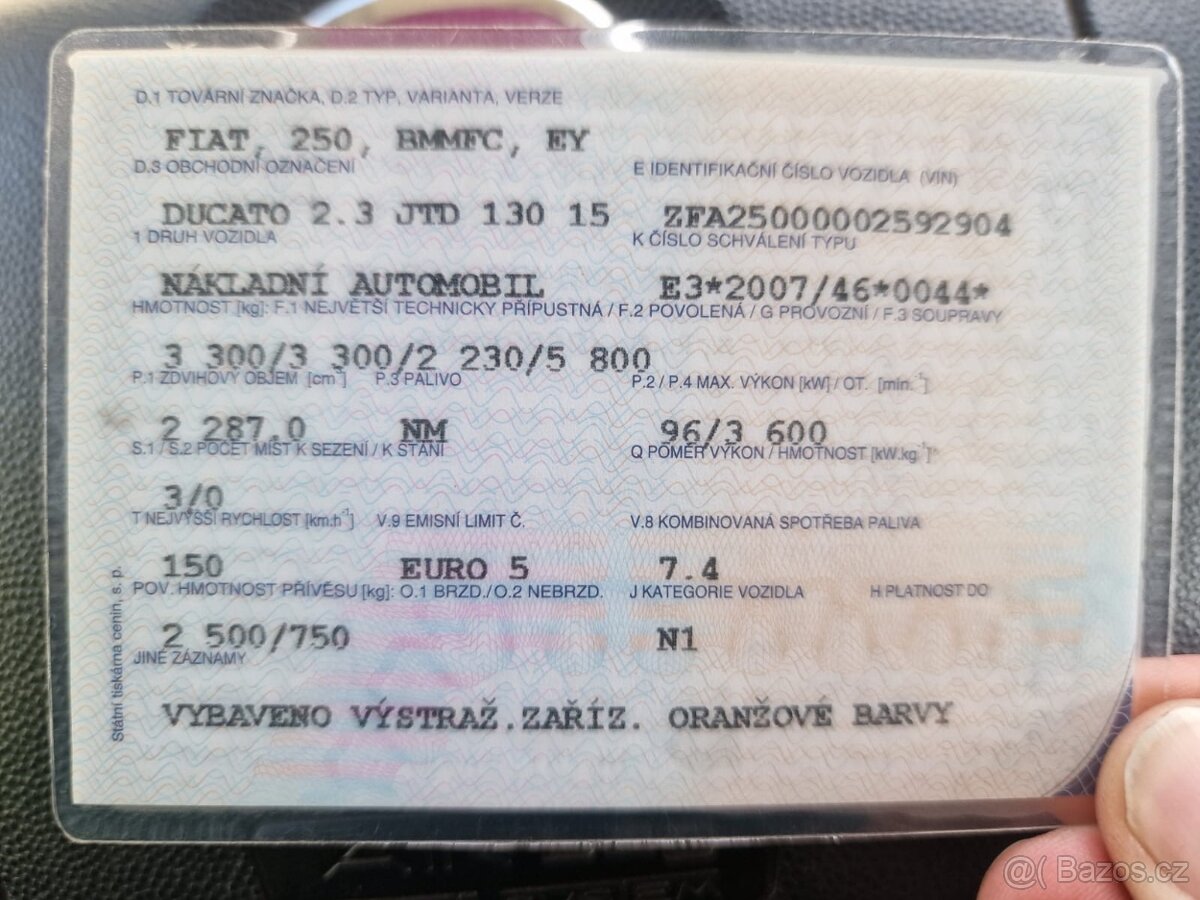 D.1 TOVÁRNÍ ZNAČKA, D.2 TYP, VARIANTA, VERZE
FIAT, 250, BMMFC, EY
D.3 OBCHODNÍ OZNAČENÍ E IDENTIFIKAČNÍ ČÍSLO VOZIDLA (VIN)
DUCATO 2.3 JTD 130 15 ZFA25000002592904
1 DRUH VOZIDLA K ČÍSLO SCHVÁLENÍ TYPU
NÁKLADNÍ AUTOMOBIL E3*2007/46*0044*
HMOTNOST [kg]: F.1 NEJVĚTŠÍ TECHNICKY PŘÍPUSTNÁ / F.2 POVOLENÁ / G PROVOZNÍ / F.3 SOUPRAVY
3 300/3 300/2 230/5 800
P.1 ZDVIHOVÝ OBJEM [cm³] P.3 PALIVO P.2 / P.4 MAX. VÝKON [kW] / OT. [min.⁻¹]
2 287.0 NM 96/3 600
S.1 / S.2 POČET MÍST K SEZENÍ / K STÁNÍ Q POMĚR VÝKON / HMOTNOST [kW.kg⁻¹]
3/0
T NEJVYŠŠÍ RYCHLOST [km.h⁻¹] V.9 EMISNÍ LIMIT Č. V.8 KOMBINOVANÁ SPOTŘEBA PALIVA
150 EURO 5 7.4
POV. HMOTNOST PŘÍVĚSU [kg]: O.1 BRZD./O.2 NEBRZD. J KATEGORIE VOZIDLA H PLATNOST DO
2 500/750 N1
JINÉ ZÁZNAMY
VYBAVENO VÝSTRAŽ.ZAŘÍZ. ORANŽOVÉ BARVY
Státní tiskárna cenin, s. p.
@( Bazos.cz